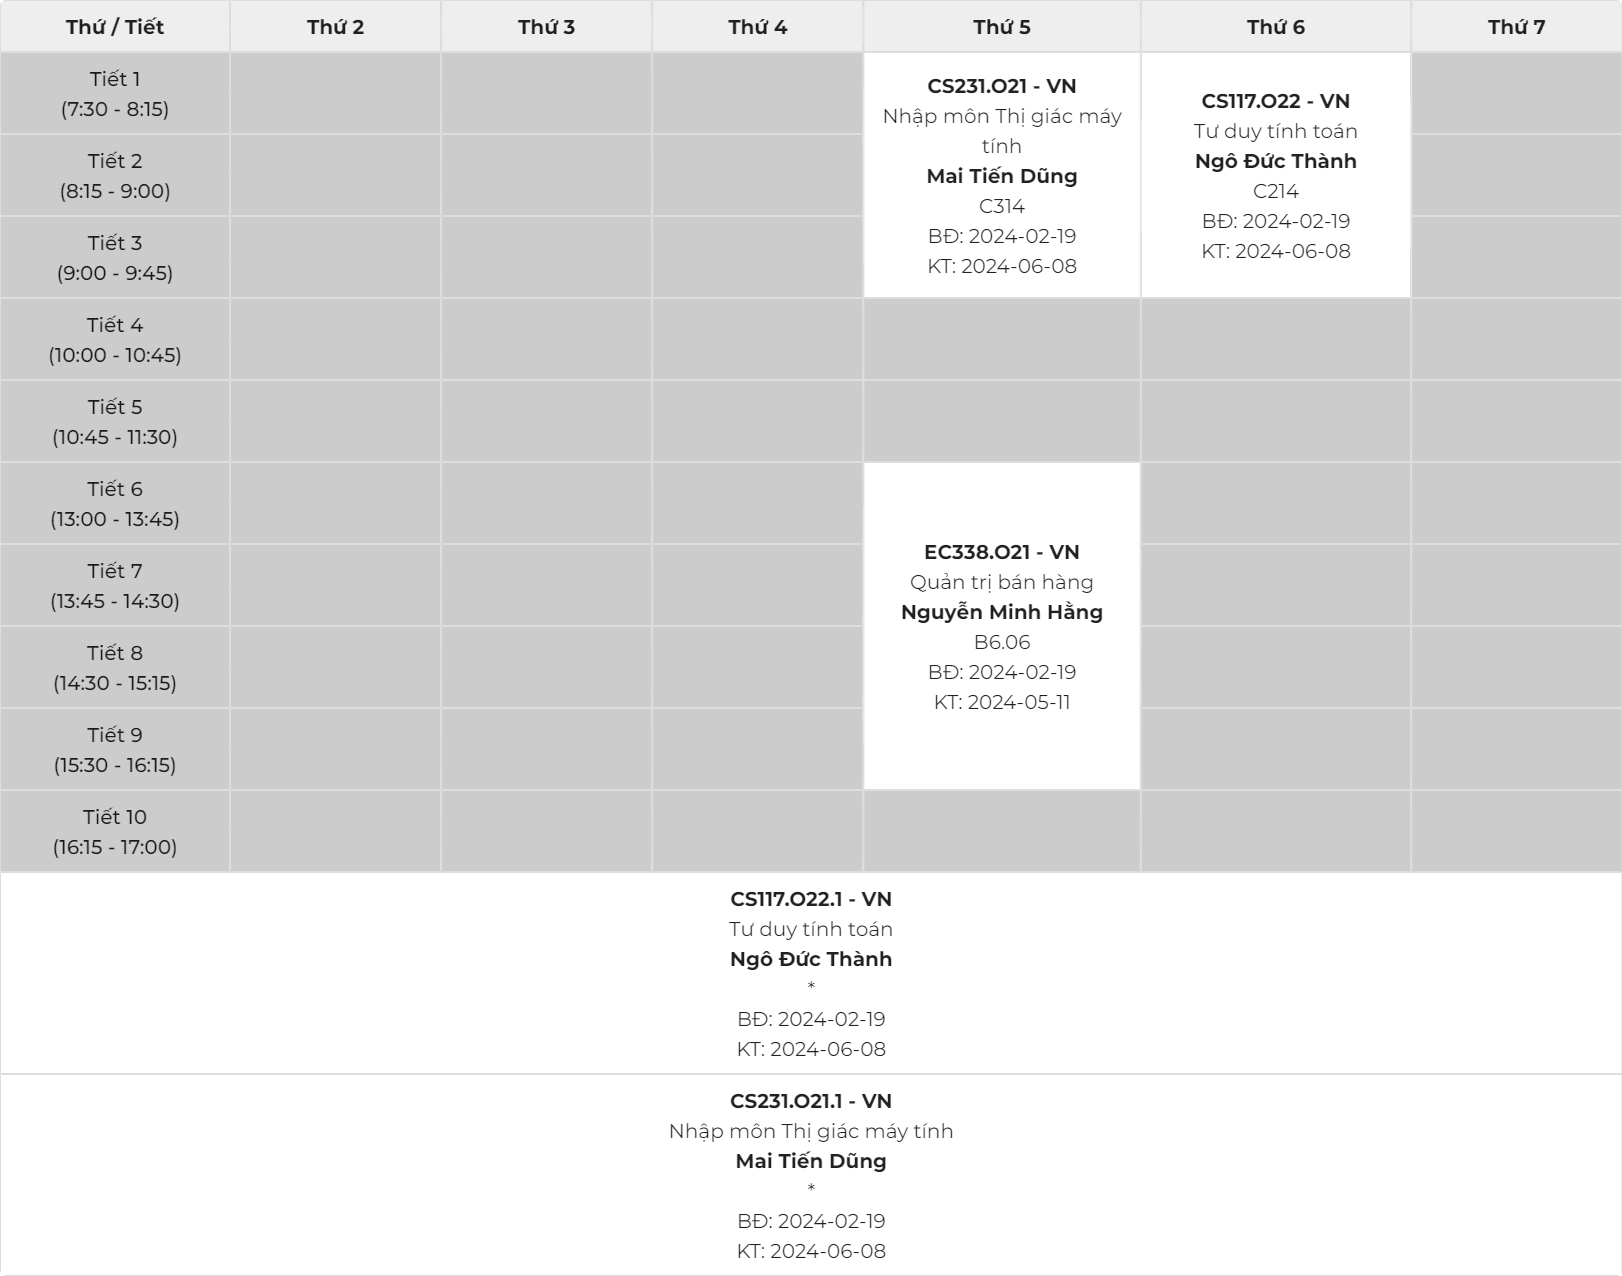 Thứ / Tiết
Thứ 2
Thứ 3
Thứ 4
Thứ 5
Thứ 6
Thứ 7
Tiết 1
(7:30 - 8:15)
CS231.O21 - VN
Nhập môn Thị giác máy
tính
Mai Tiến Dũng
C314
BĐ: 2024-02-19
KT: 2024-06-08
CS117.O22 - VN
Tư duy tính toán
Ngô Đức Thành
C214
BĐ: 2024-02-19
KT: 2024-06-08
Tiết 2
(8:15 - 9:00)
Tiết 3
(9:00 - 9:45)
Tiết 4
(10:00 - 10:45)
Tiết 5
(10:45 - 11:30)
Tiết 6
(13:00 - 13:45)
EC338.O21 - VN
Quản trị bán hàng
Nguyễn Minh Hằng
B6.06
BĐ: 2024-02-19
KT: 2024-05-11
Tiết 7
(13:45 - 14:30)
Tiết 8
(14:30 - 15:15)
Tiết 9
(15:30 - 16:15)
Tiết 10
(16:15 - 17:00)
CS117.O22.1 - VN
Tư duy tính toán
Ngô Đức Thành
*
BĐ: 2024-02-19
KT: 2024-06-08
CS231.O21.1 - VN
Nhập môn Thị giác máy tính
Mai Tiến Dũng
*
BĐ: 2024-02-19
KT: 2024-06-08